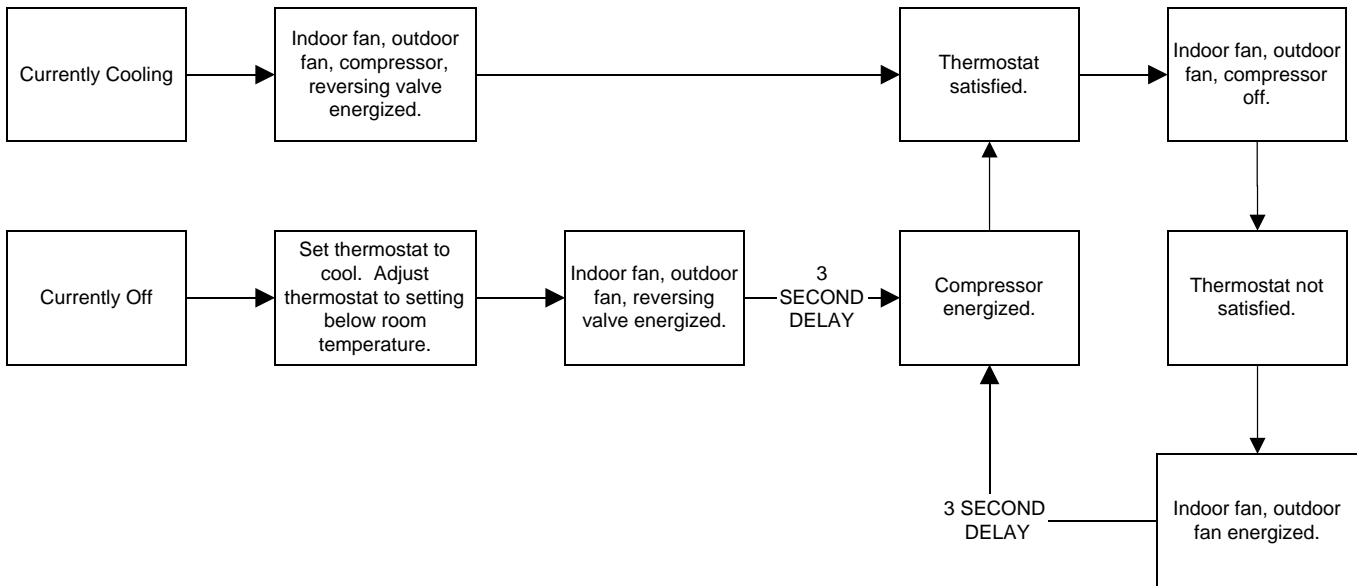 Currently Cooling
Indoor fan, outdoor
fan, compressor,
reversing valve
energized.
Thermostat
satisfied.
Indoor fan, outdoor
fan, compressor
off.
Currently Off
Set thermostat to
cool.  Adjust
thermostat to setting
below room
temperature.
Indoor fan, outdoor
fan, reversing
valve energized.
3
SECOND
DELAY
Compressor
energized.
Thermostat not
satisfied.
3 SECOND
DELAY
Indoor fan, outdoor
fan energized.